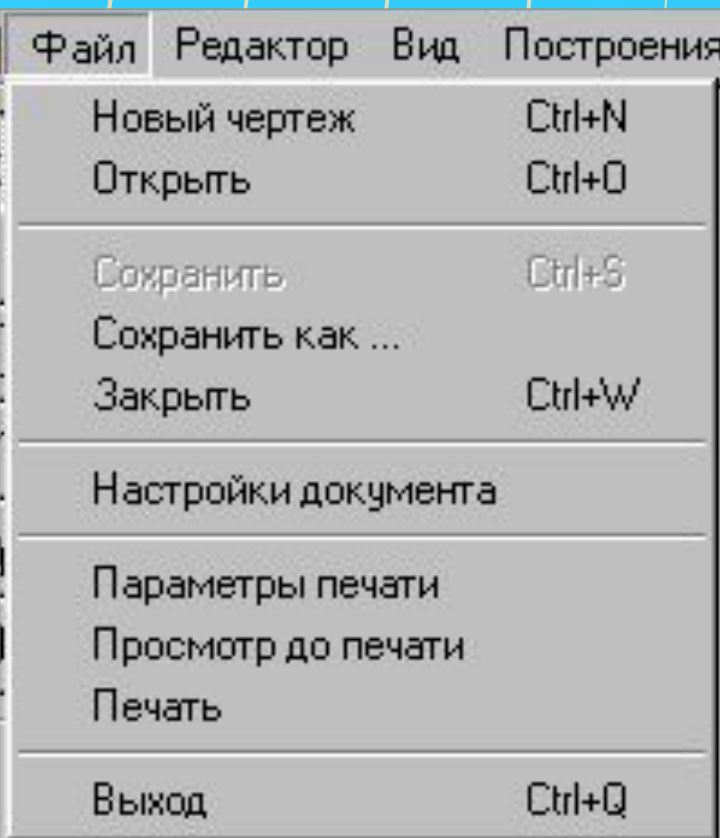 Файл Редактор Вид Построения
Новый чертеж Ctrl+N
Открыть Ctrl+O
Сохранить Ctrl+S
Сохранить как ...
Закрыть Ctrl+W
Настройки документа
Параметры печати
Просмотр до печати
Печать
Выход Ctrl+Q